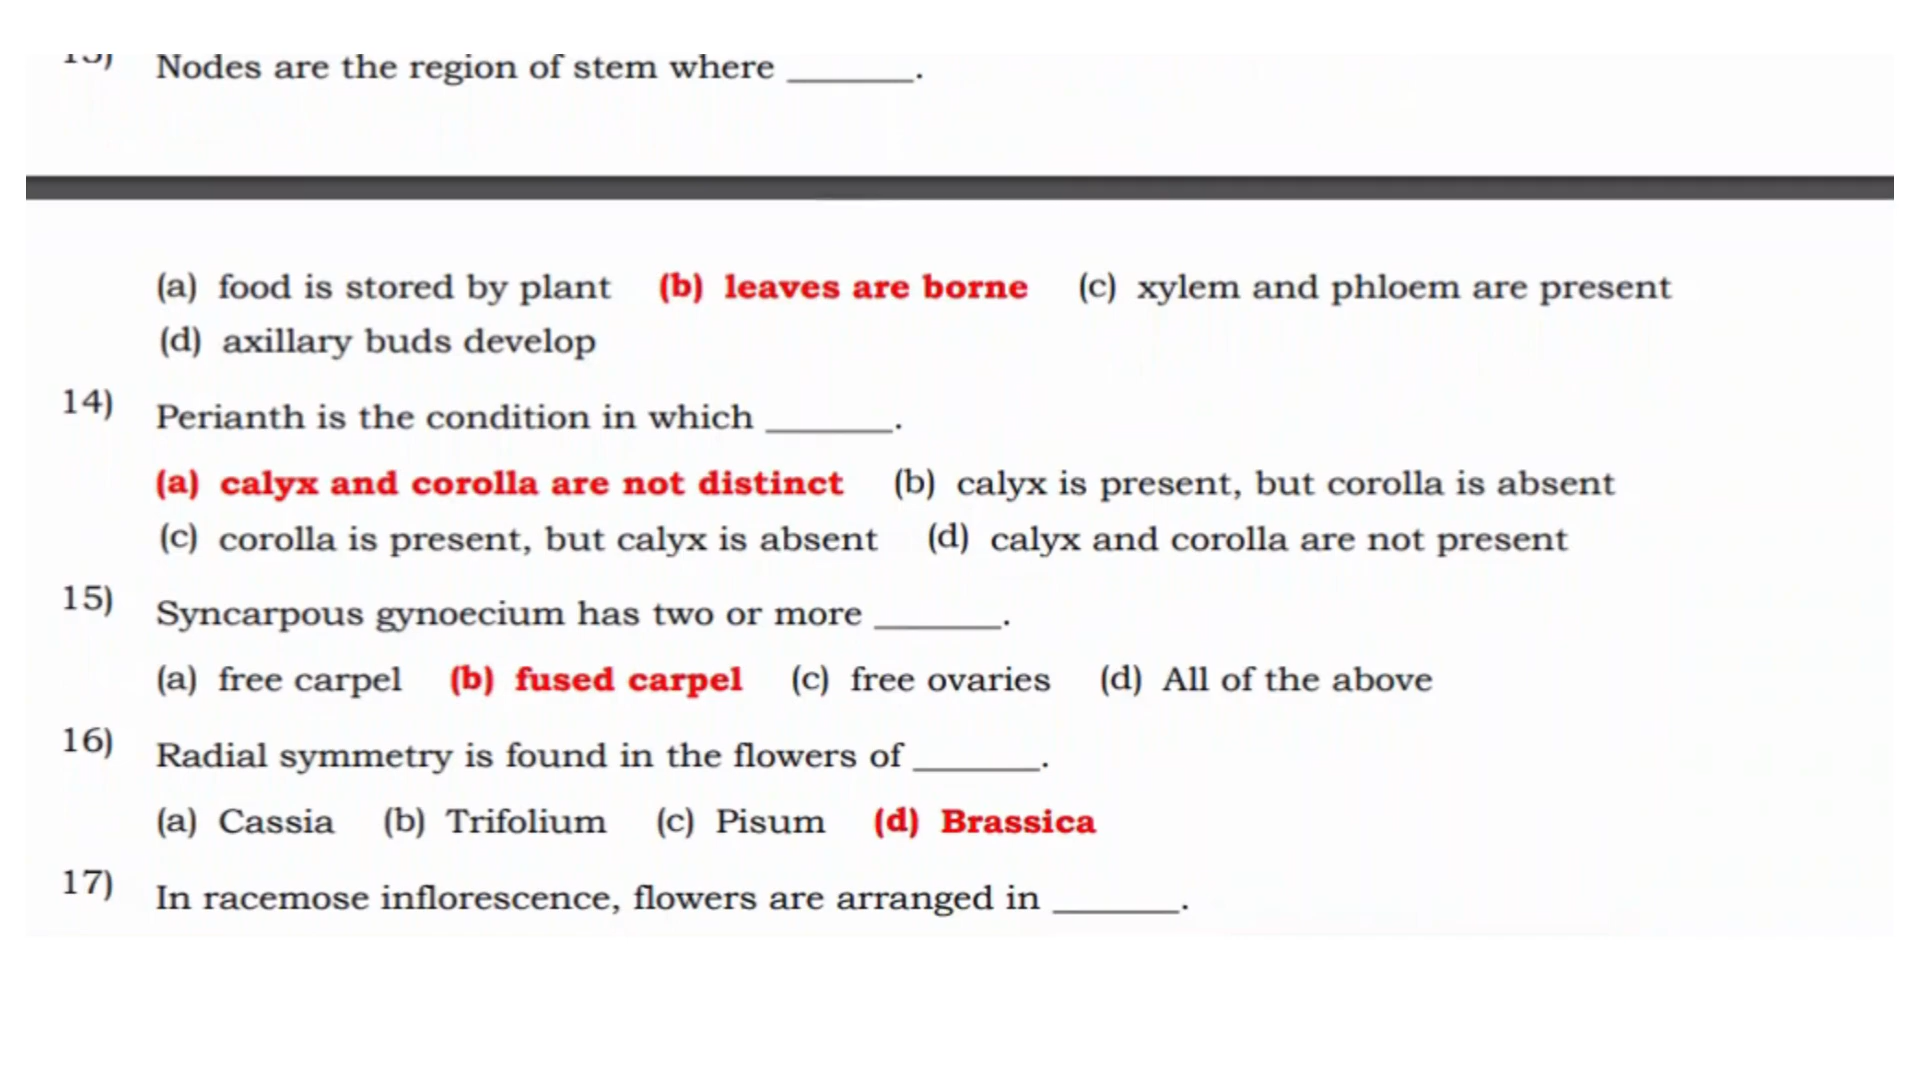 13) Nodes are the region of stem where _______.
(a) food is stored by plant (b) leaves are borne (c) xylem and phloem are present
(d) axillary buds develop
14) Perianth is the condition in which _______.
(a) calyx and corolla are not distinct (b) calyx is present, but corolla is absent
(c) corolla is present, but calyx is absent (d) calyx and corolla are not present
15) Syncarpous gynoecium has two or more _______.
(a) free carpel (b) fused carpel (c) free ovaries (d) All of the above
16) Radial symmetry is found in the flowers of _______.
(a) Cassia (b) Trifolium (c) Pisum (d) Brassica
17) In racemose inflorescence, flowers are arranged in _______.